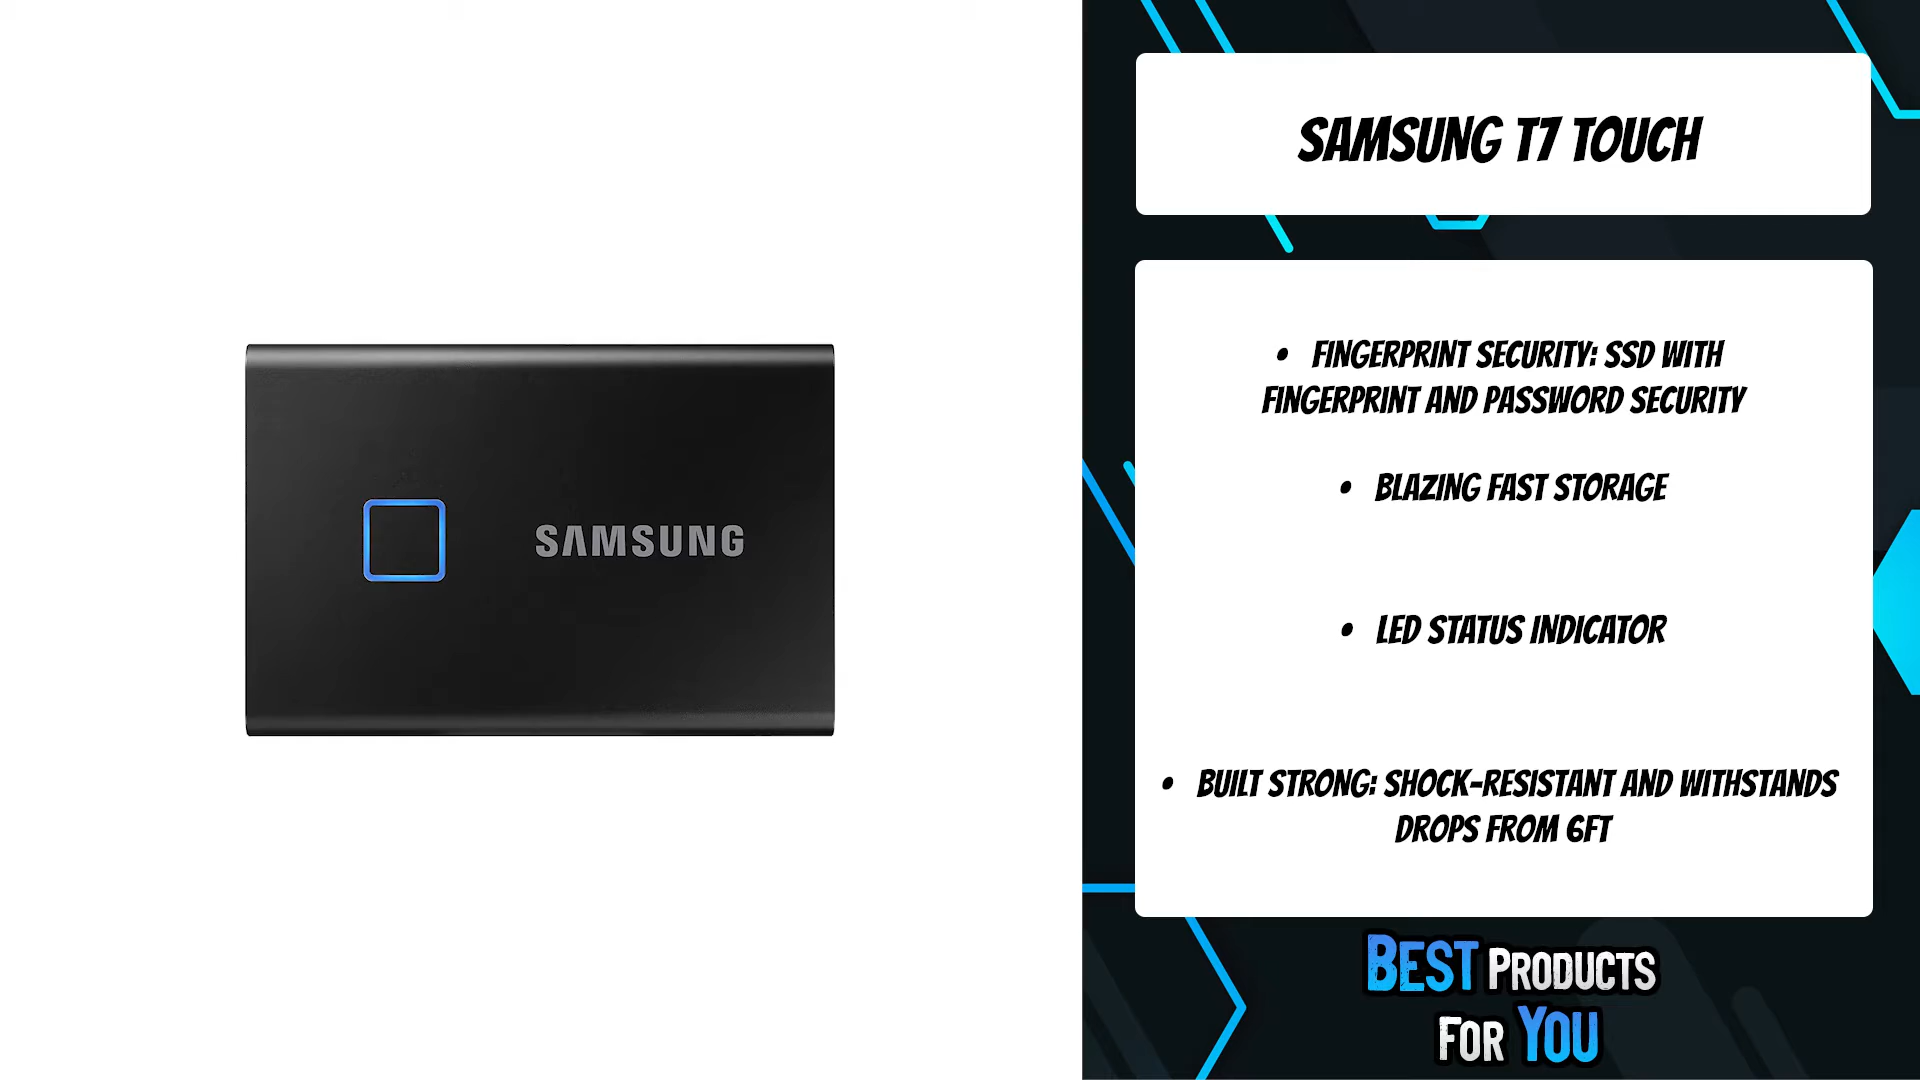 SAMSUNG
SAMSUNG T7 TOUCH
• FINGERPRINT SECURITY: SSD WITH
FINGERPRINT AND PASSWORD SECURITY
• BLAZING FAST STORAGE
• LED STATUS INDICATOR
• BUILT STRONG: SHOCK-RESISTANT AND WITHSTANDS
DROPS FROM 6FT
BEST PRODUCTS
FOR YOU